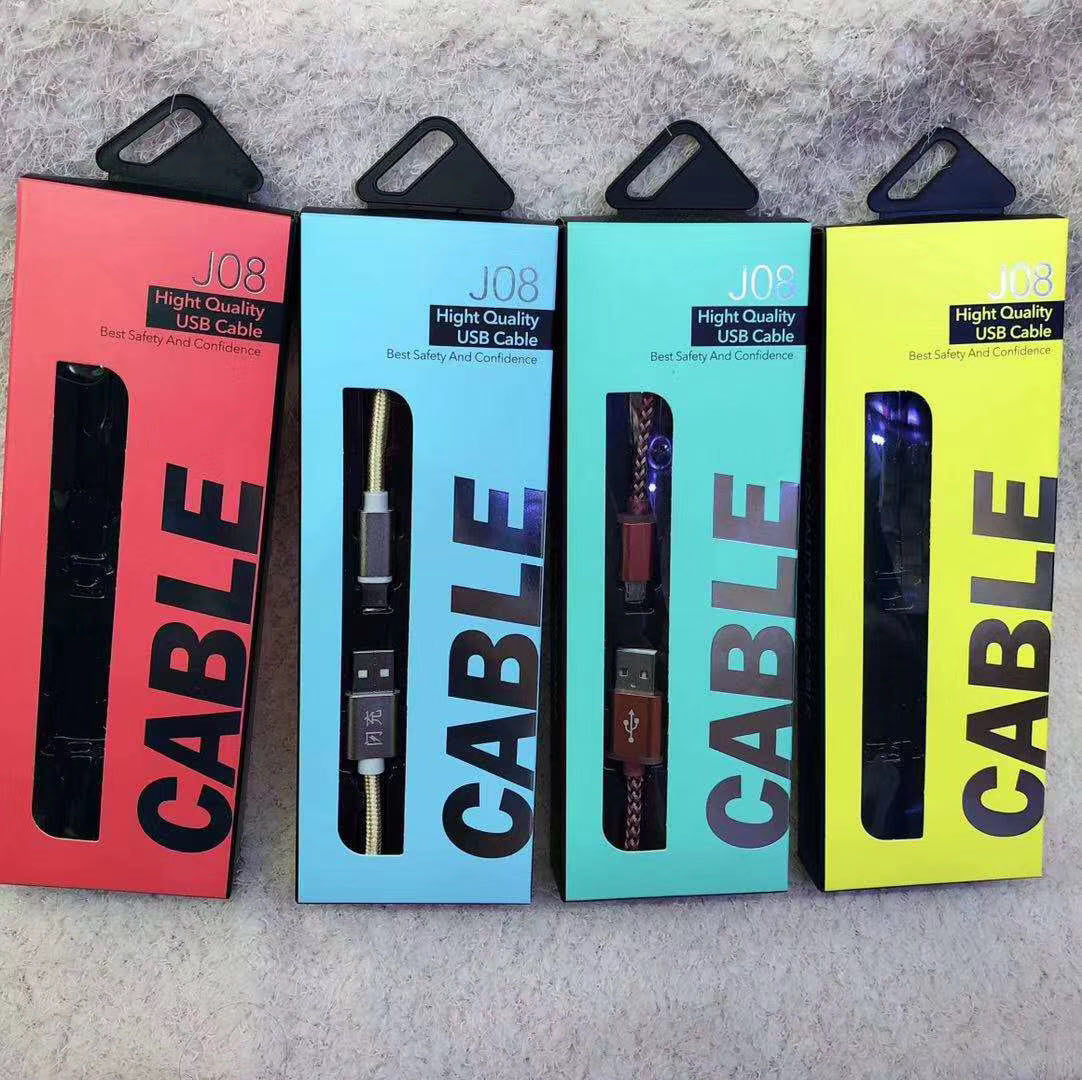 J08
Hight Quality
USB Cable
Best Safety And Confidence
CABLE
J08
Hight Quality
USB Cable
Best Safety And Confidence
CABLE
闪充
J08
Hight Quality
USB Cable
Best Safety And Confidence
CABLE
J08
Hight Quality
USB Cable
Best Safety And Confidence
CABLE